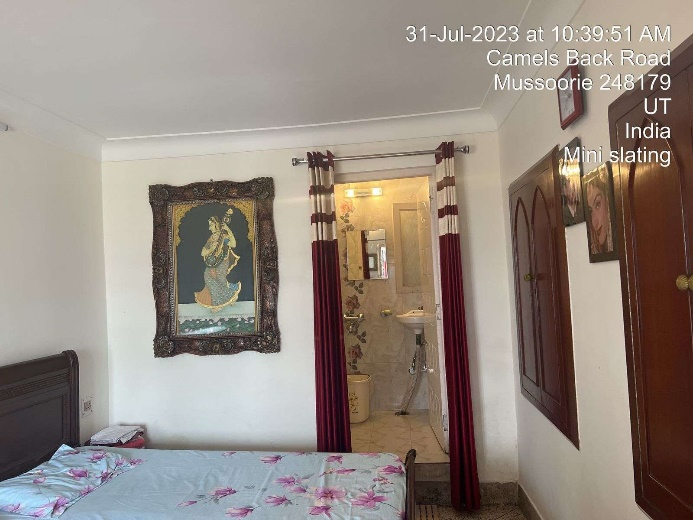 31-Jul-2023 at 10:39:51 AM
Camels Back Road
Mussoorie 248179
UT
India
Mini slating